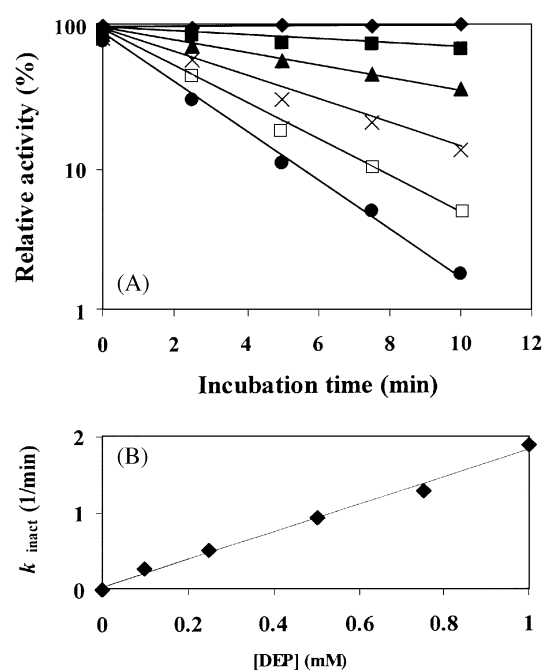 100
10
1
Relative activity (%)
(A)
0 2 4 6 8 10 12
Incubation time (min)
(B)
2
1
0
k inact (1/min)
0 0.2 0.4 0.6 0.8 1
[DEP] (mM)